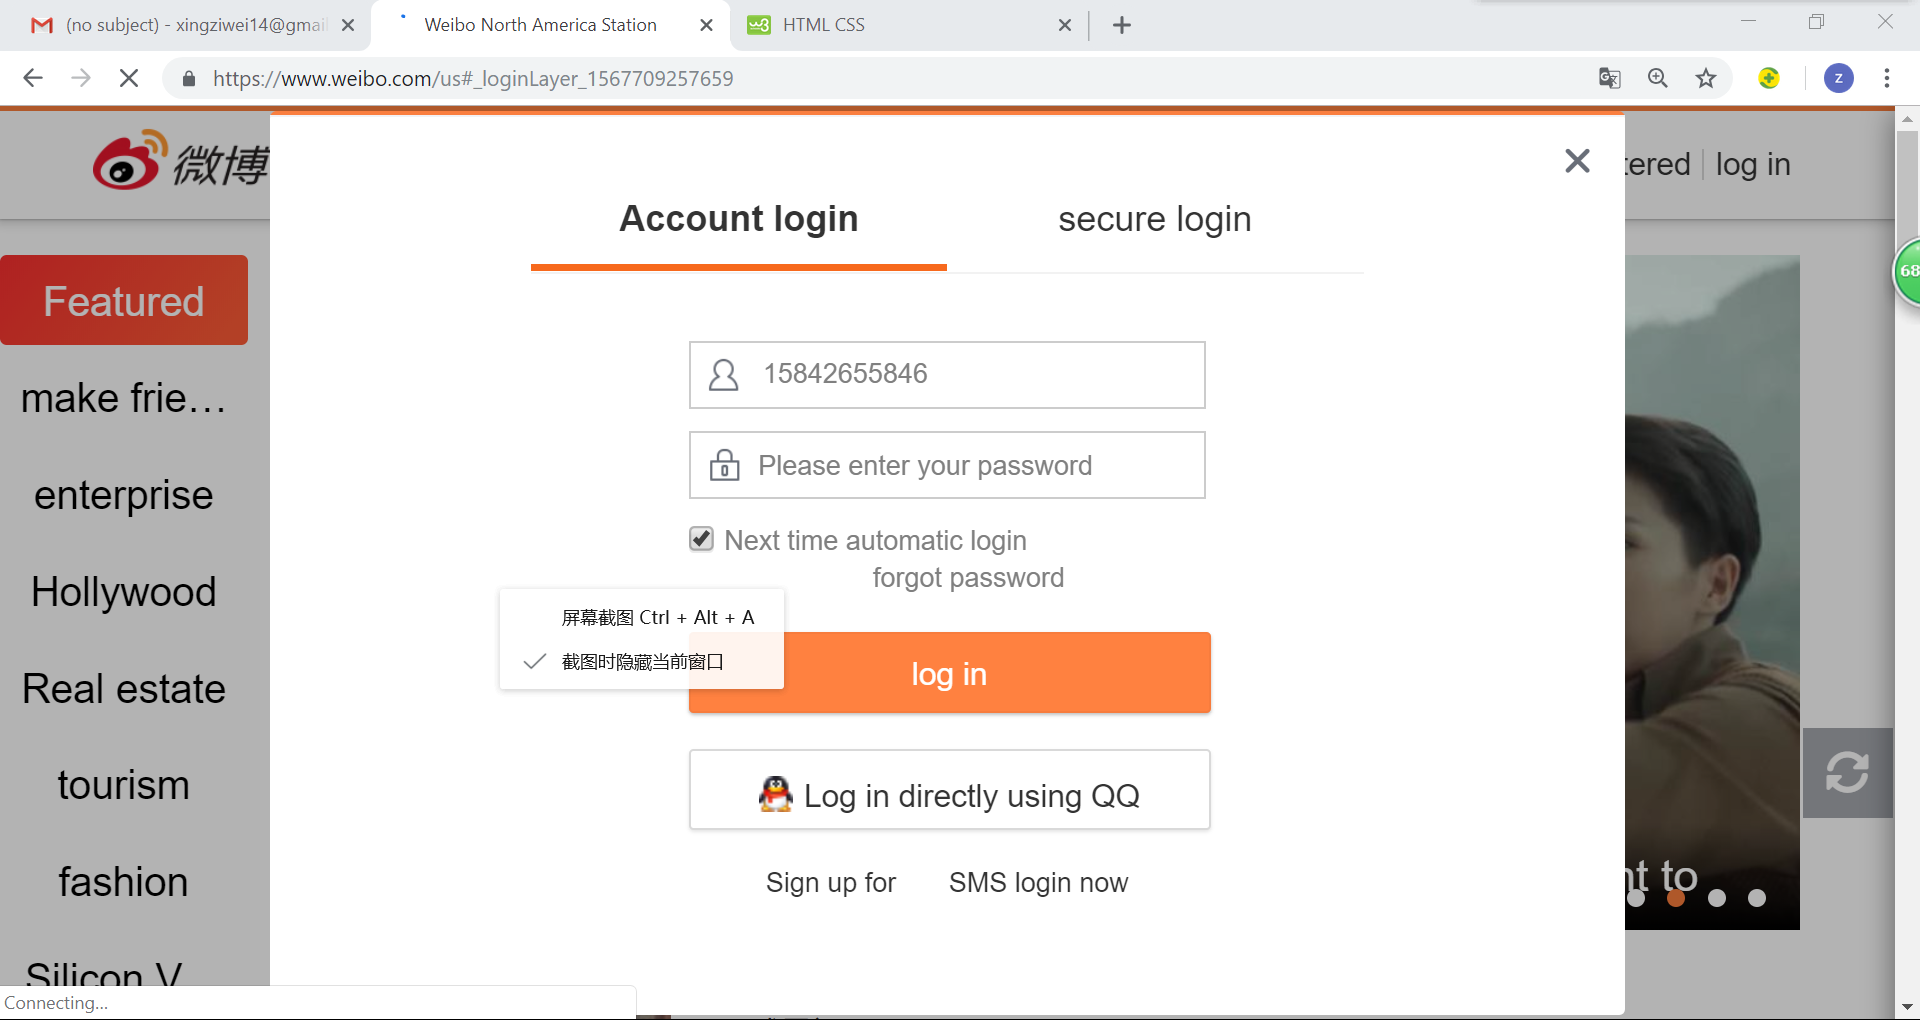 (no subject) - xingziwei14@gmai
Weibo North America Station
HTML CSS
https://www.weibo.com/us#_loginLayer_1567709257659
z
微博
tered | log in
Account login
secure login
68
Featured
15842655846
make frie...
Please enter your password
enterprise
Next time automatic login
forgot password
Hollywood
屏幕截图 Ctrl + Alt + A
截图时隐藏当前窗口
log in
Real estate
tourism
Log in directly using QQ
fashion
Sign up for
SMS login now
nt to
Silicon V
Connecting...